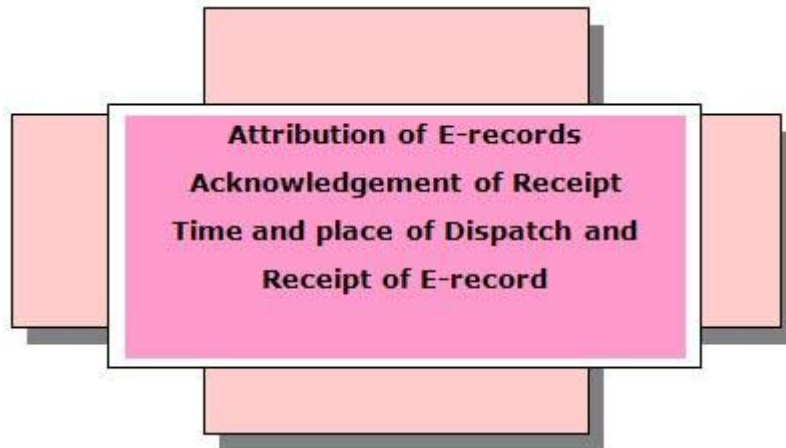 Attribution of E-records
Acknowledgement of Receipt
Time and place of Dispatch and
Receipt of E-record